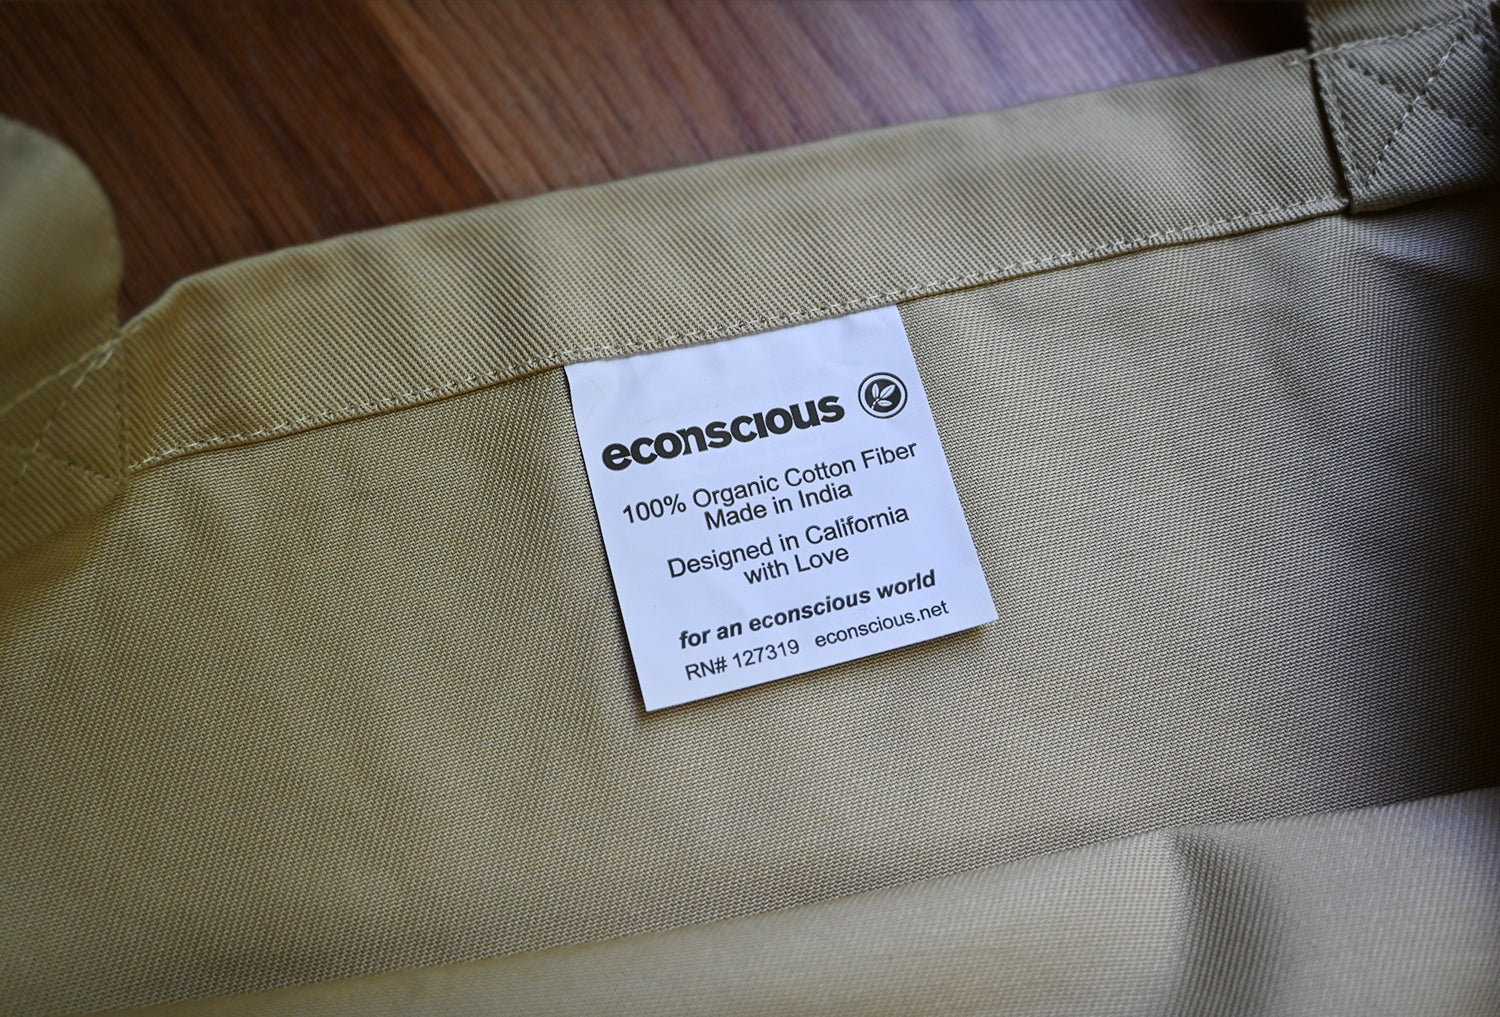 econscious
100% Organic Cotton Fiber
Made in India
Designed in California
with Love
for an econscious world
RN# 127319 econscious.net